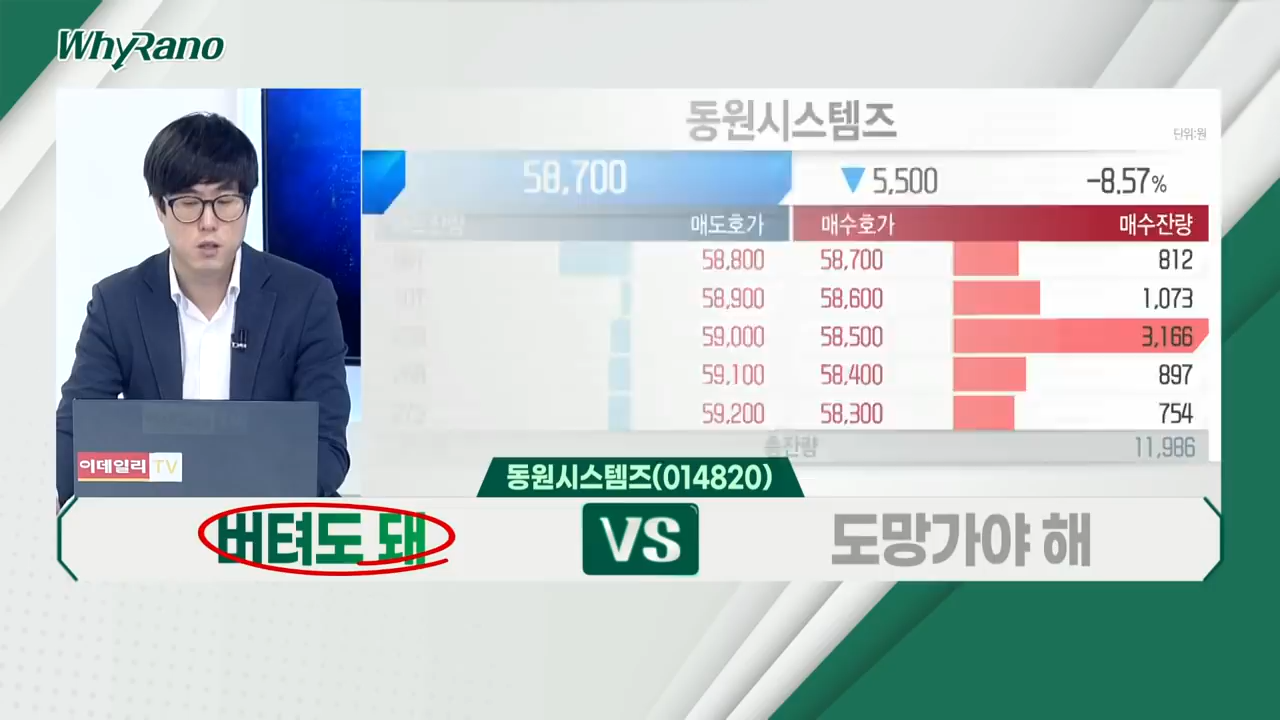 WhyRano
동원시스템즈
단위:원
58,700 ▼ 5,500 -8.57%
매도호가 매수호가 매수잔량
58,800 58,700 812
58,900 58,600 1,073
59,000 58,500 3,166
59,100 58,400 897
59,200 58,300 754
총잔량 11,986
이데일리 TV
동원시스템즈(014820)
버텨도 돼 VS 도망가야 해